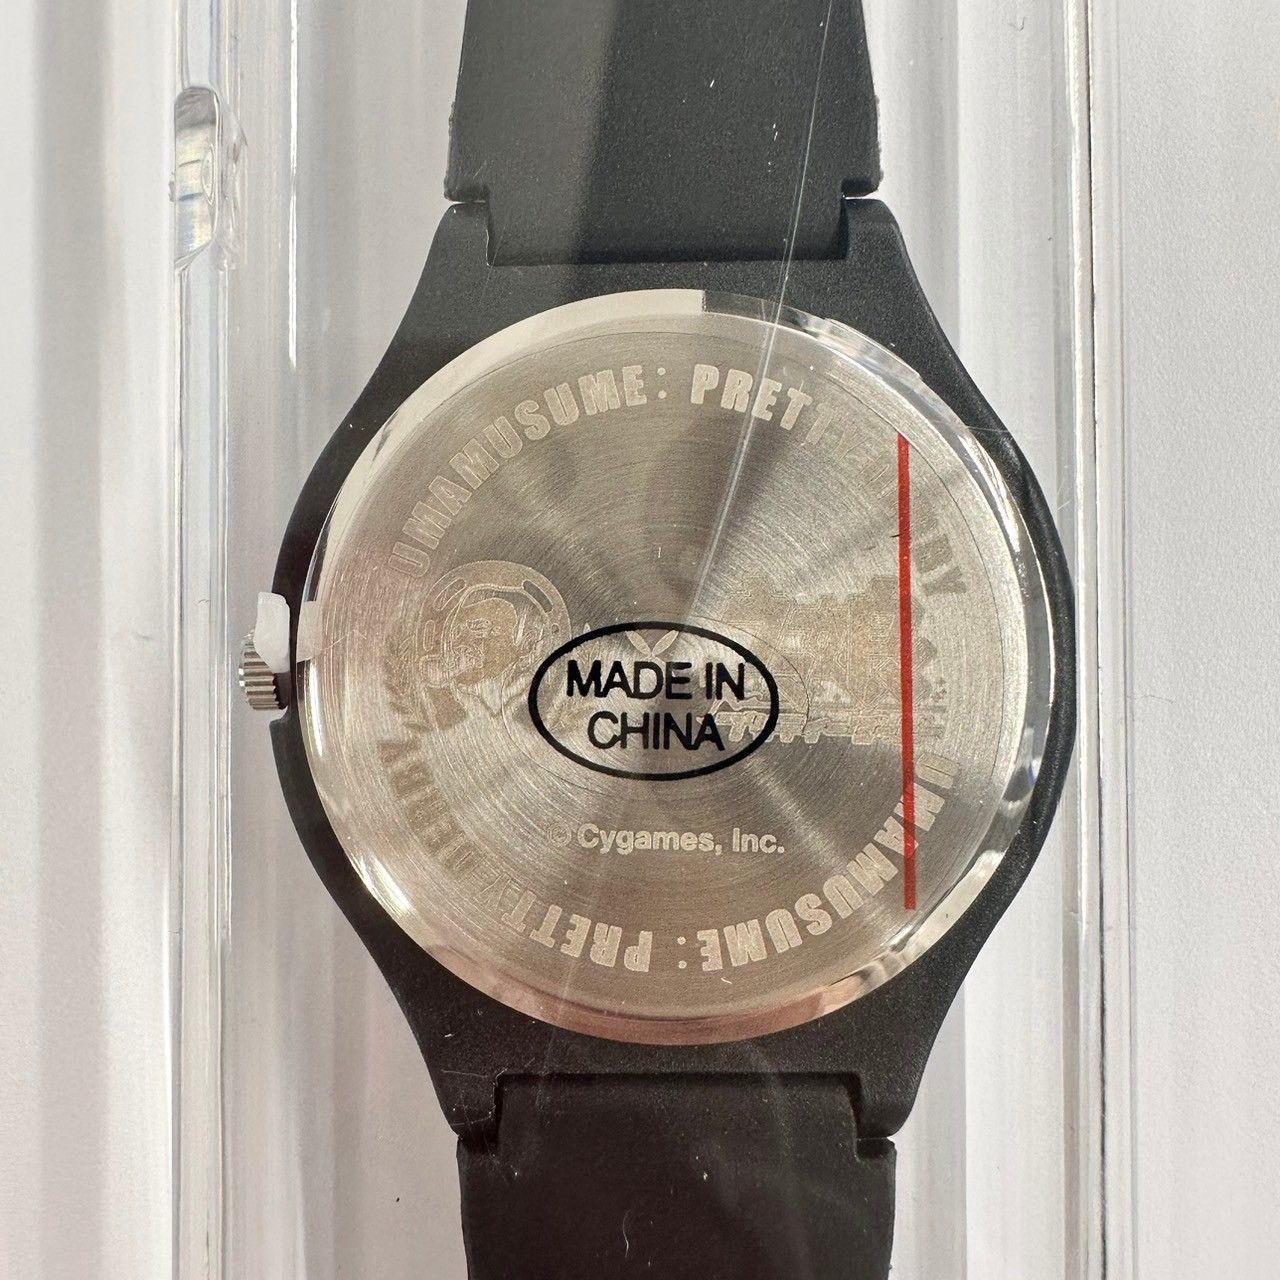 UMAMUSUME: PRETTY DERBY
MADE IN
CHINA
©Cygames, Inc.
UMAMUSUME: PRETTY DERBY